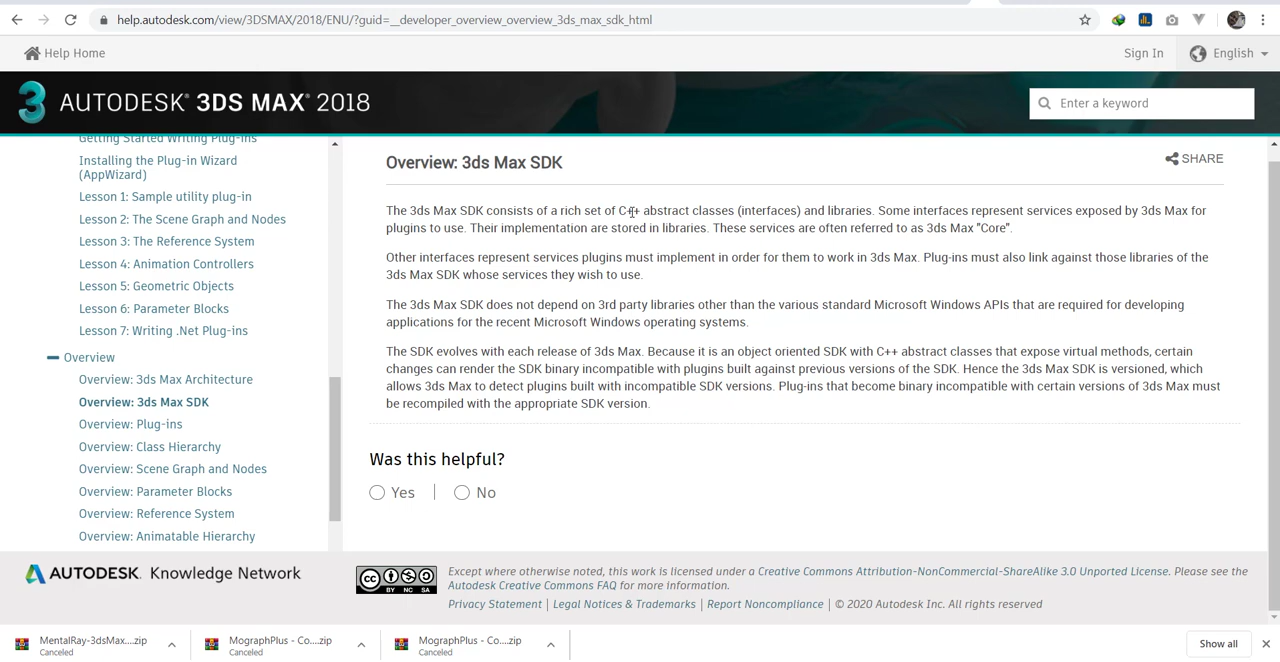 help.autodesk.com/view/3DSMAX/2018/ENU/?guid=__developer_overview_overview_3ds_max_sdk_html
Help Home
Sign In
English
3
AUTODESK® 3DS MAX® 2018
Enter a keyword
Getting Started Writing Plug-ins
Installing the Plug-in Wizard
(AppWizard)
Lesson 1: Sample utility plug-in
Lesson 2: The Scene Graph and Nodes
Lesson 3: The Reference System
Lesson 4: Animation Controllers
Lesson 5: Geometric Objects
Lesson 6: Parameter Blocks
Lesson 7: Writing .Net Plug-ins
Overview
Overview: 3ds Max Architecture
Overview: 3ds Max SDK
Overview: Plug-ins
Overview: Class Hierarchy
Overview: Scene Graph and Nodes
Overview: Parameter Blocks
Overview: Reference System
Overview: Animatable Hierarchy
Overview: 3ds Max SDK
SHARE
The 3ds Max SDK consists of a rich set of C++ abstract classes (interfaces) and libraries. Some interfaces represent services exposed by 3ds Max for
plugins to use. Their implementation are stored in libraries. These services are often referred to as 3ds Max "Core".
Other interfaces represent services plugins must implement in order for them to work in 3ds Max. Plug-ins must also link against those libraries of the
3ds Max SDK whose services they wish to use.
The 3ds Max SDK does not depend on 3rd party libraries other than the various standard Microsoft Windows APIs that are required for developing
applications for the recent Microsoft Windows operating systems.
The SDK evolves with each release of 3ds Max. Because it is an object oriented SDK with C++ abstract classes that expose virtual methods, certain
changes can render the SDK binary incompatible with plugins built against previous versions of the SDK. Hence the 3ds Max SDK is versioned, which
allows 3ds Max to detect plugins built with incompatible SDK versions. Plug-ins that become binary incompatible with certain versions of 3ds Max must
be recompiled with the appropriate SDK version.
Was this helpful?
Yes
No
AUTODESK. Knowledge Network
cc BY NC SA
Except where otherwise noted, this work is licensed under a Creative Commons Attribution-NonCommercial-ShareAlike 3.0 Unported License. Please see the
Autodesk Creative Commons FAQ for more information.
Privacy Statement | Legal Notices & Trademarks | Report Noncompliance | © 2020 Autodesk Inc. All rights reserved
MentalRay-3dsMax....zip
Canceled
MographPlus - Co....zip
Canceled
MographPlus - Co....zip
Canceled
Show all